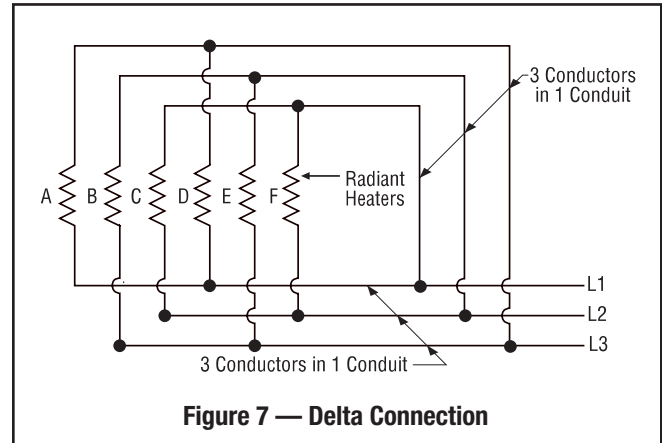 3 Conductors
in 1 Conduit
A B C D E F
Radiant
Heaters
L1
L2
L3
3 Conductors in 1 Conduit
Figure 7 — Delta Connection